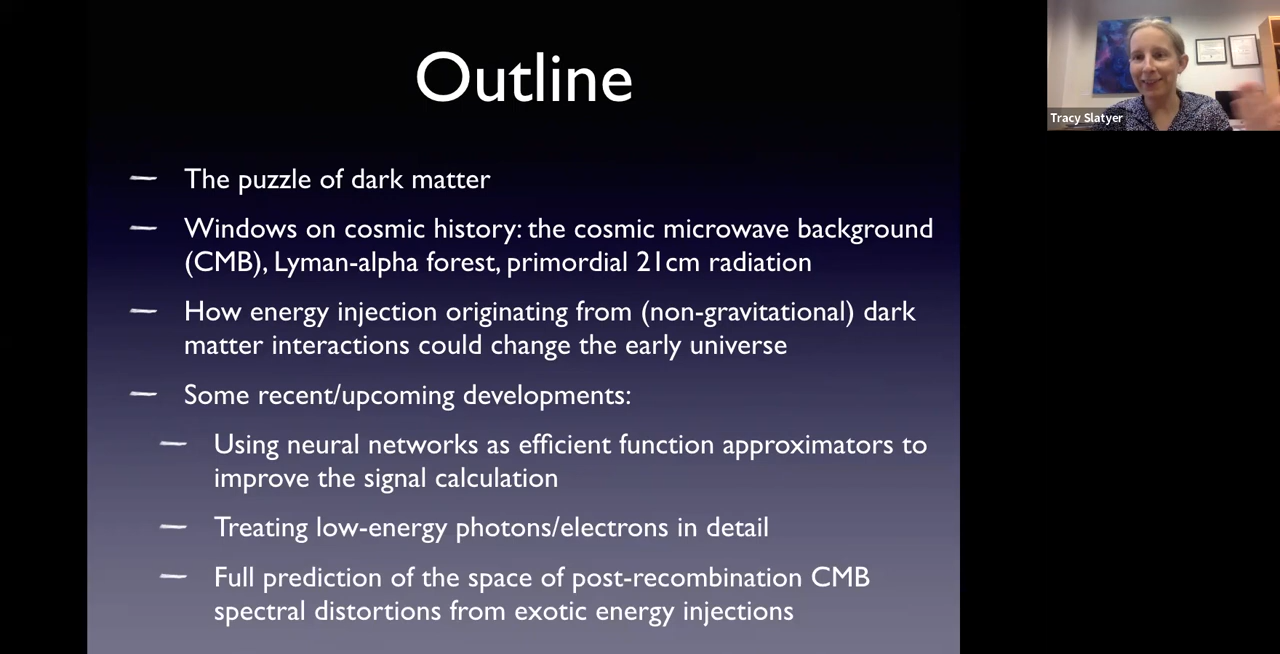 Outline
— The puzzle of dark matter
— Windows on cosmic history: the cosmic microwave background
(CMB), Lyman-alpha forest, primordial 21cm radiation
— How energy injection originating from (non-gravitational) dark
matter interactions could change the early universe
— Some recent/upcoming developments:
— Using neural networks as efficient function approximators to
improve the signal calculation
— Treating low-energy photons/electrons in detail
— Full prediction of the space of post-recombination CMB
spectral distortions from exotic energy injections
Tracy Slatyer